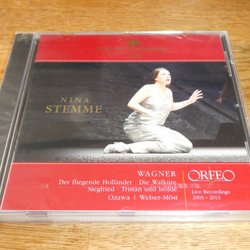 NINA
STEMME
WAGNER
Der fliegende Holländer · Die Walküre
Siegfried · Tristan und Isolde
Ozawa | Welser-Möst
ORFEO
Live Recordings
2003 – 2013